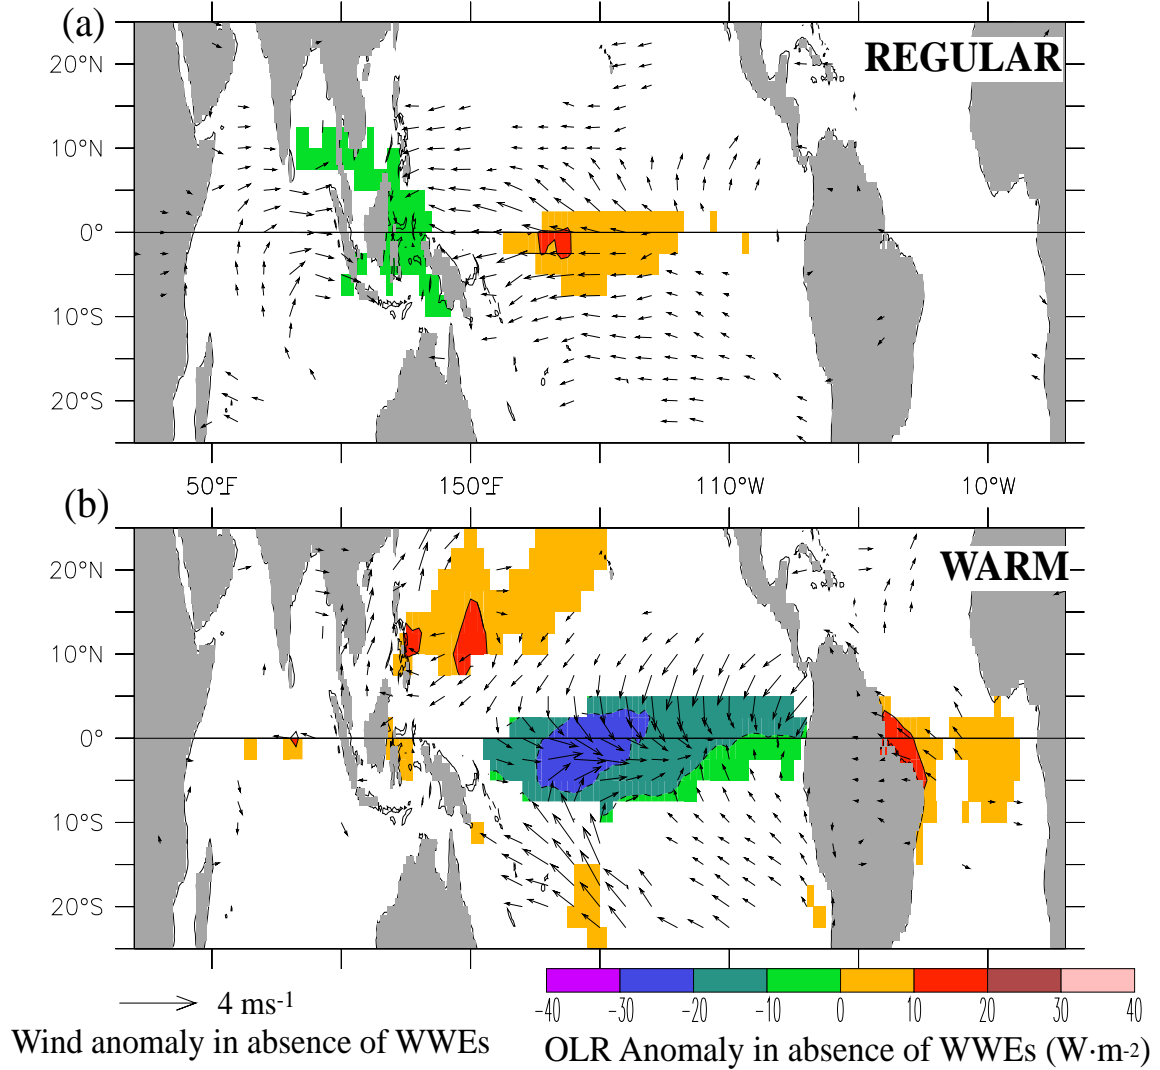 (a)
REGULAR
20°N
10°N
0°
10°S
20°S
50°E 150°E 110°W 10°W
(b)
WARM
20°N
10°N
0°
10°S
20°S
-40 -30 -20 -10 0 10 20 30 40
4 ms-1
Wind anomaly in absence of WWEs
OLR Anomaly in absence of WWEs (W·m-2)